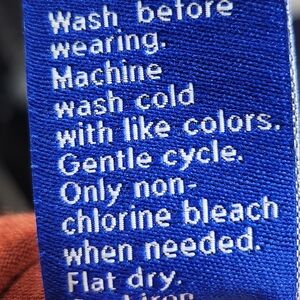 Wash before
wearing.
Machine
wash cold
with like colors.
Gentle cycle.
Only non-
chlorine bleach
when needed.
Flat dry.